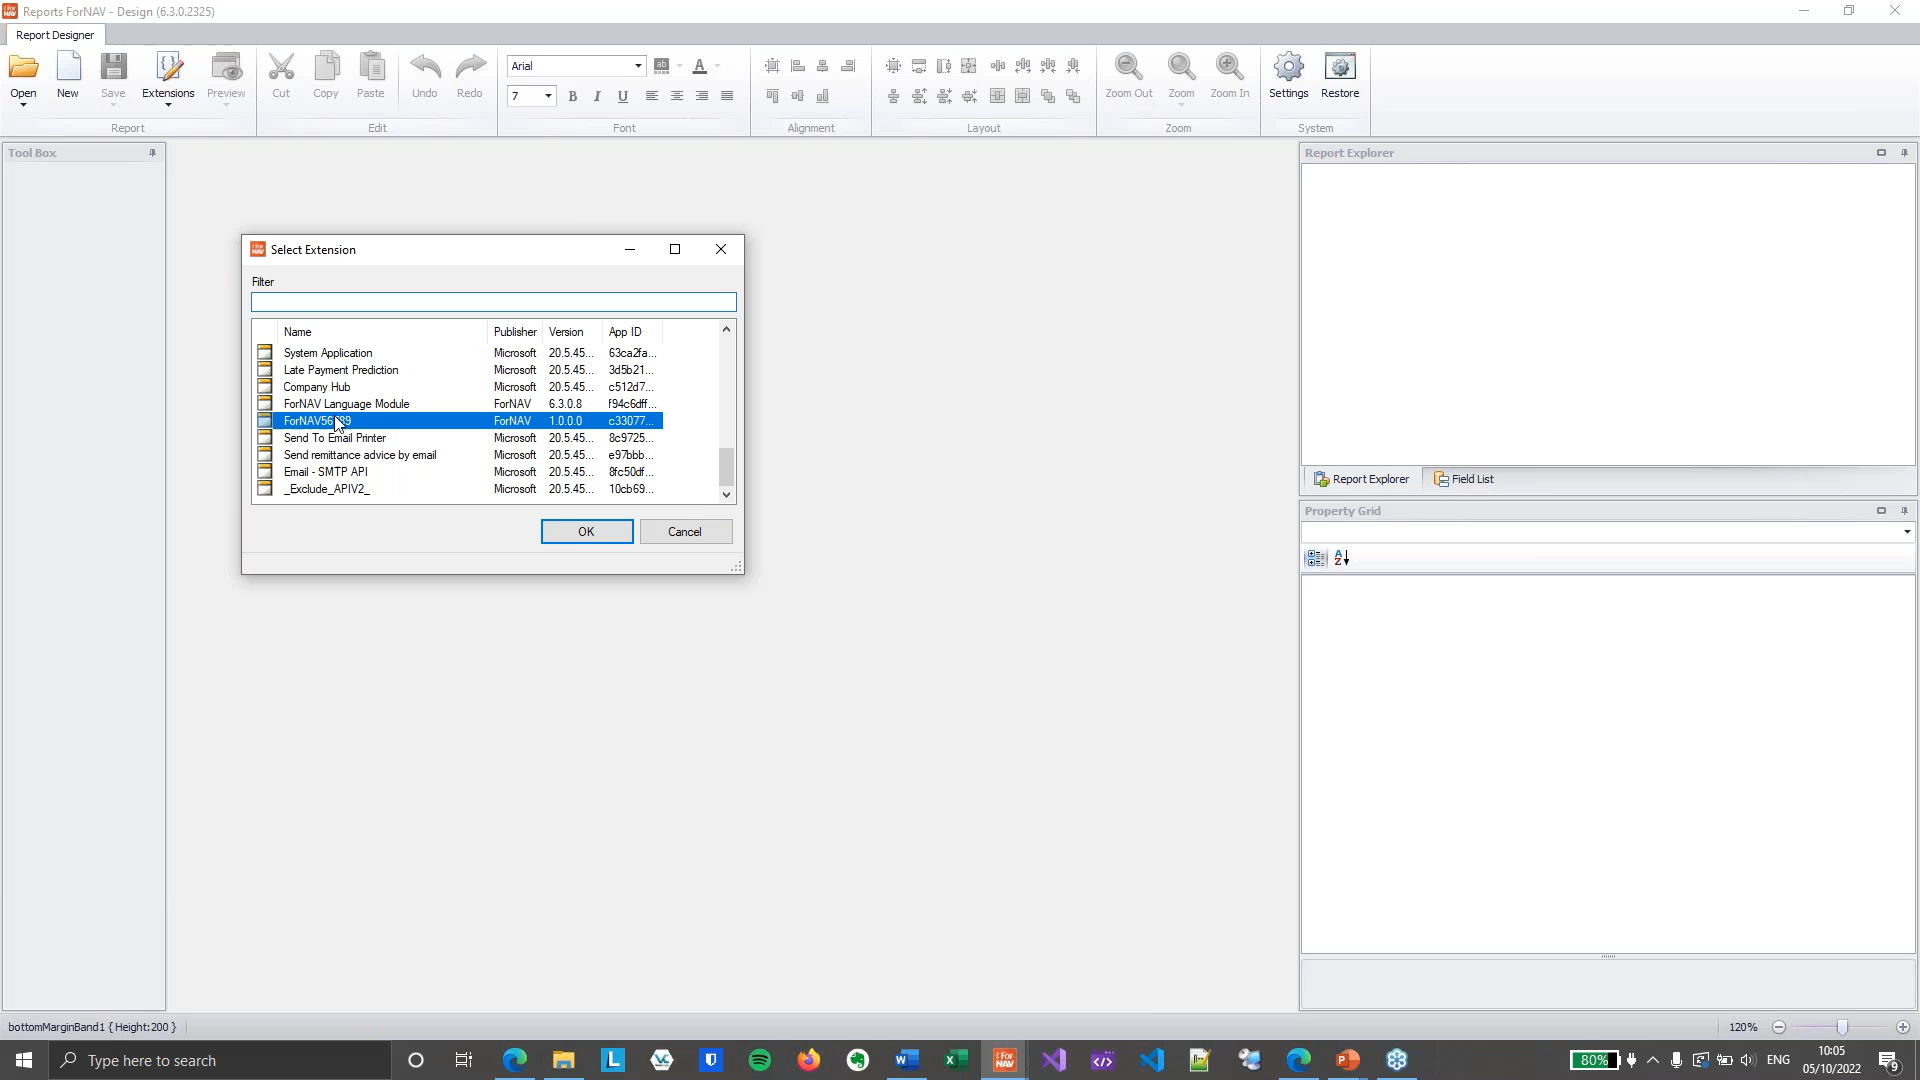 Reports ForNAV - Design (6.3.0.2325)
Report Designer
Open
New
Save
Extensions
Preview
Report
Cut
Copy
Paste
Undo
Redo
Edit
Arial
7
B I U
Font
Alignment
Layout
Zoom Out
Zoom
Zoom In
Zoom
Settings
Restore
System
Tool Box
Select Extension
Filter
Name Publisher Version App ID
System Application Microsoft 20.5.45... 63ca2fa...
Late Payment Prediction Microsoft 20.5.45... 3d5b21...
Company Hub Microsoft 20.5.45... c512d7...
ForNAV Language Module ForNAV 6.3.0.8 f94c6dff...
ForNAV 1.0.0.0 c33077...
Send To Email Printer Microsoft 20.5.45... 8c9725...
Send remittance advice by email Microsoft 20.5.45... e97bbb...
Email - SMTP API Microsoft 20.5.45... 8fc50df...
_Exclude_APIV2_ Microsoft 20.5.45... 10cb69...
OK
Cancel
Report Explorer
Report Explorer
Field List
Property Grid
bottomMarginBand1 { Height:200 }
120%
Type here to search
80%
ENG
10:05
05/10/2022
9